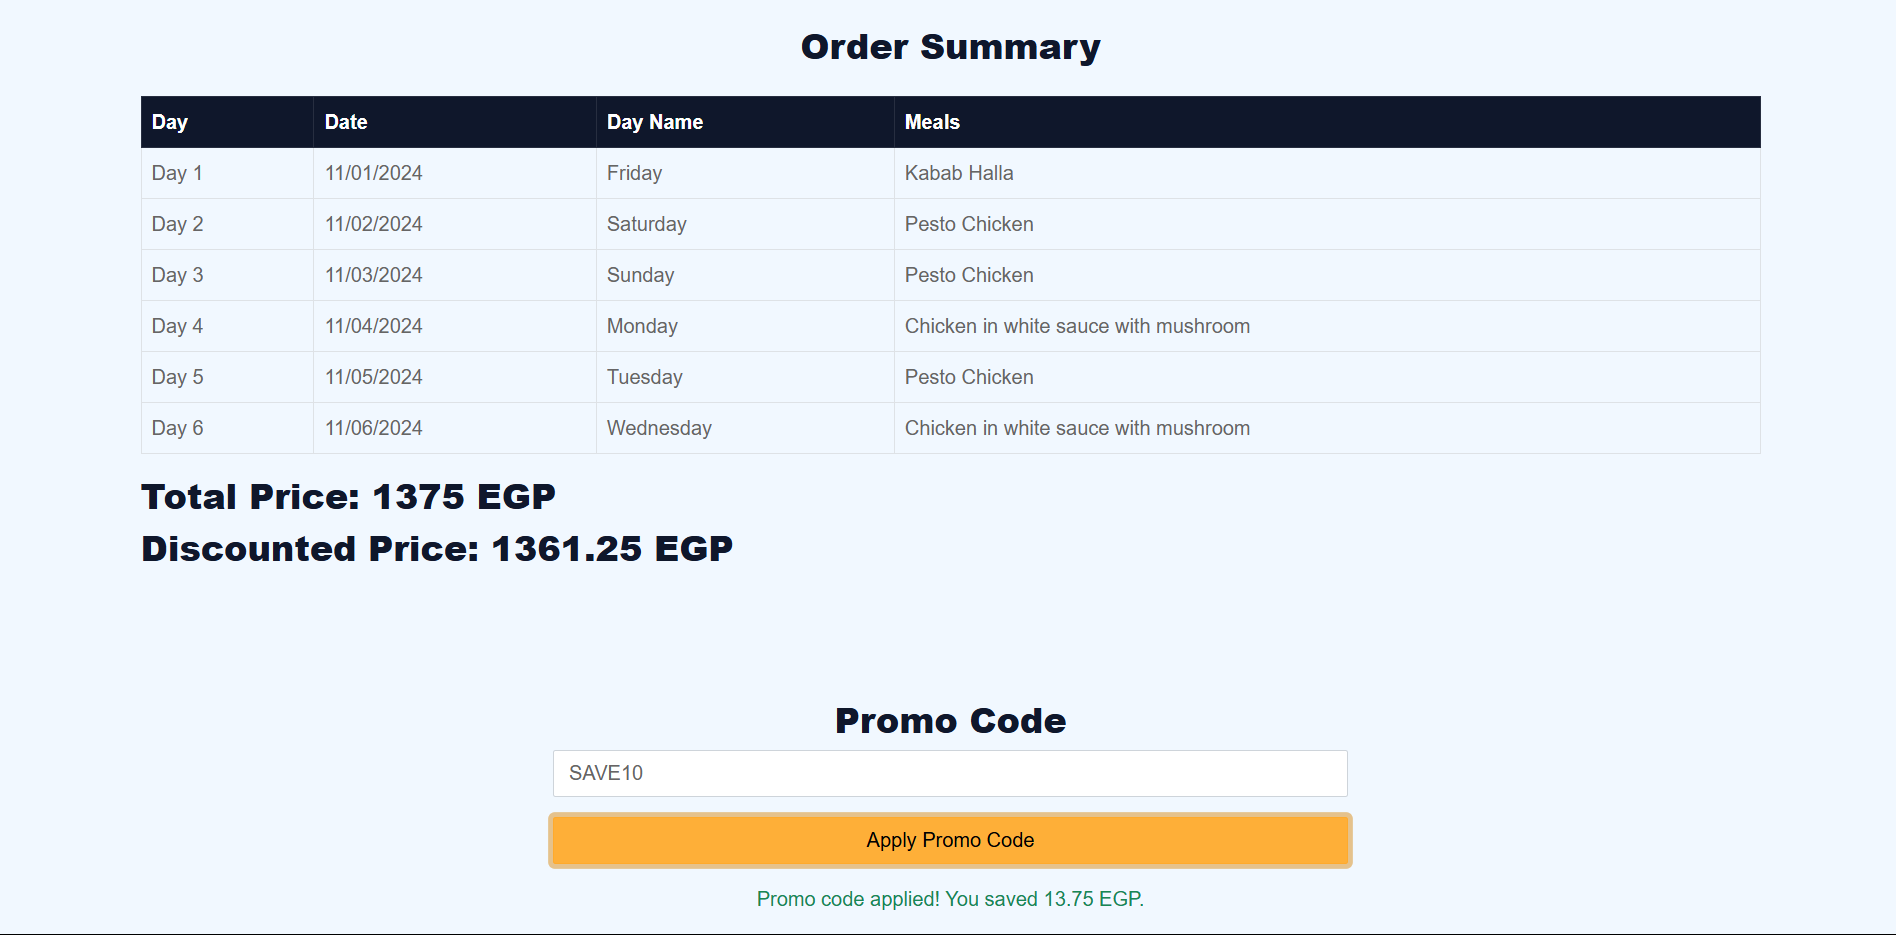 Order Summary
Day Date Day Name Meals
Day 1 11/01/2024 Friday Kabab Halla
Day 2 11/02/2024 Saturday Pesto Chicken
Day 3 11/03/2024 Sunday Pesto Chicken
Day 4 11/04/2024 Monday Chicken in white sauce with mushroom
Day 5 11/05/2024 Tuesday Pesto Chicken
Day 6 11/06/2024 Wednesday Chicken in white sauce with mushroom
Total Price: 1375 EGP
Discounted Price: 1361.25 EGP
Promo Code
SAVE10
Apply Promo Code
Promo code applied! You saved 13.75 EGP.